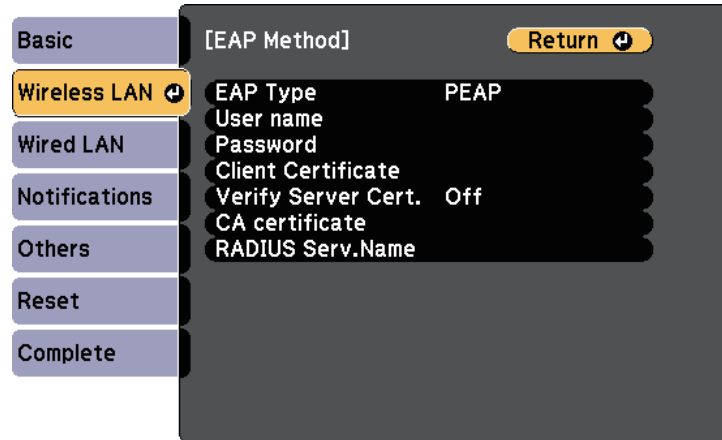 Basic
Wireless LAN
Wired LAN
Notifications
Others
Reset
Complete
[EAP Method]
Return
EAP Type PEAP
User name
Password
Client Certificate
Verify Server Cert. Off
CA certificate
RADIUS Serv.Name